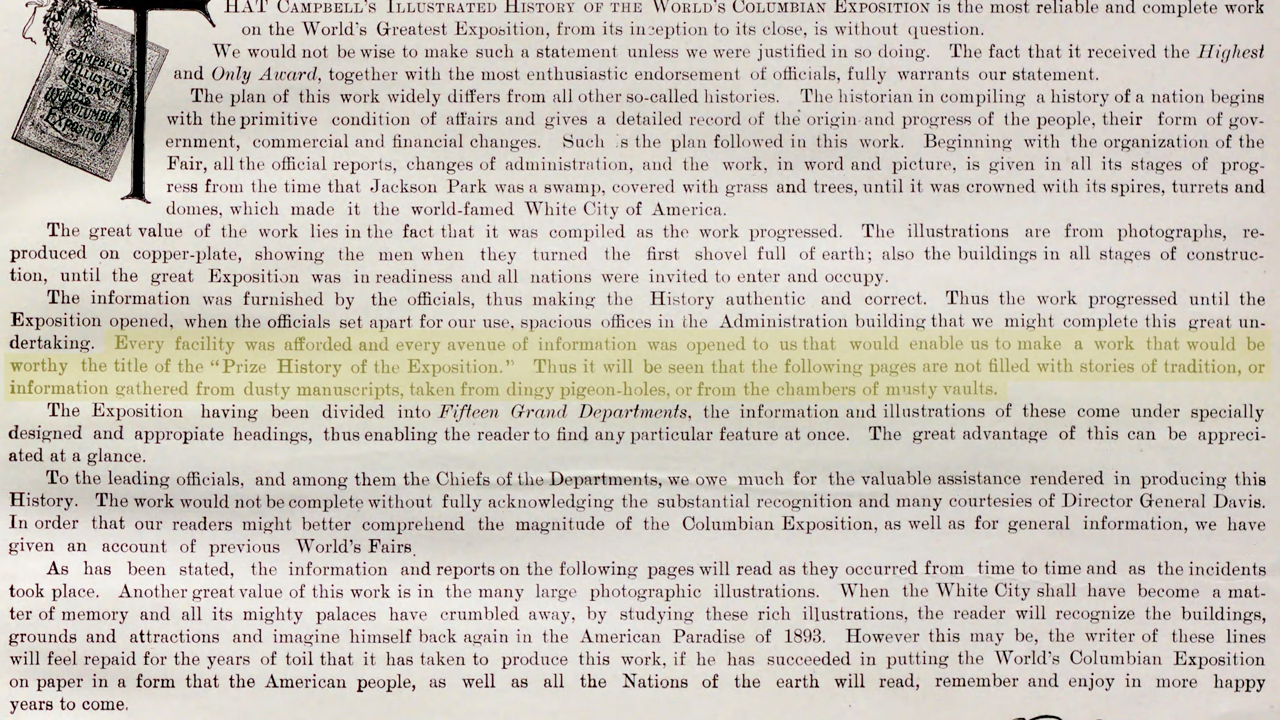 THAT CAMPBELL'S ILLUSTRATED HISTORY OF THE WORLD'S COLUMBIAN EXPOSITION is the most reliable and complete work
on the World's Greatest Exposition, from its inception to its close, is without question.
We would not be wise to make such a statement unless we were justified in so doing. The fact that it received the Highest
and Only Award, together with the most enthusiastic endorsement of officials, fully warrants our statement.
The plan of this work widely differs from all other so-called histories. The historian in compiling a history of a nation begins
with the primitive condition of affairs and gives a detailed record of the origin and progress of the people, their form of gov-
ernment, commercial and financial changes. Such is the plan followed in this work. Beginning with the organization of the
Fair, all the official reports, changes of administration, and the work, in word and picture, is given in all its stages of prog-
ress from the time that Jackson Park was a swamp, covered with grass and trees, until it was crowned with its spires, turrets and
domes, which made it the world-famed White City of America.
The great value of the work lies in the fact that it was compiled as the work progressed. The illustrations are from photographs, re-
produced on copper-plate, showing the men when they turned the first shovel full of earth; also the buildings in all stages of construc-
tion, until the great Exposition was in readiness and all nations were invited to enter and occupy.
The information was furnished by the officials, thus making the History authentic and correct. Thus the work progressed until the
Exposition opened, when the officials set apart for our use, spacious offices in the Administration building that we might complete this great un-
dertaking. Every facility was afforded and every avenue of information was opened to us that would enable us to make a work that would be
worthy the title of the "Prize History of the Exposition." Thus it will be seen that the following pages are not filled with stories of tradition, or
information gathered from dusty manuscripts, taken from dingy pigeon-holes, or from the chambers of musty vaults.
The Exposition having been divided into Fifteen Grand Departments, the information and illustrations of these come under specially
designed and appropiate headings, thus enabling the reader to find any particular feature at once. The great advantage of this can be appreci-
ated at a glance.
To the leading officials, and among them the Chiefs of the Departments, we owe much for the valuable assistance rendered in producing this
History. The work would not be complete without fully acknowledging the substantial recognition and many courtesies of Director General Davis.
In order that our readers might better comprehend the magnitude of the Columbian Exposition, as well as for general information, we have
given an account of previous World's Fairs.
As has been stated, the information and reports on the following pages will read as they occurred from time to time and as the incidents
took place. Another great value of this work is in the many large photographic illustrations. When the White City shall have become a mat-
ter of memory and all its mighty palaces have crumbled away, by studying these rich illustrations, the reader will recognize the buildings,
grounds and attractions and imagine himself back again in the American Paradise of 1893. However this may be, the writer of these lines
will feel repaid for the years of toil that it has taken to produce this work, if he has succeeded in putting the World's Columbian Exposition
on paper in a form that the American people, as well as all the Nations of the earth will read, remember and enjoy in more happy
years to come.
CAMPBELL'S
COLUMBIAN
EXPOSITION